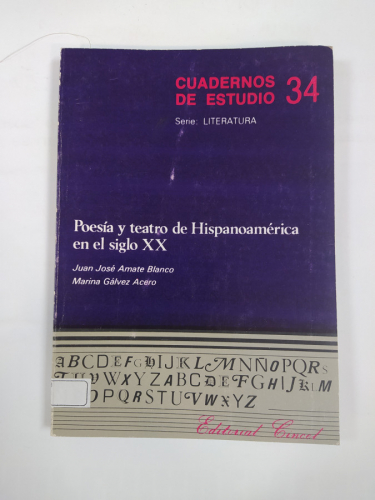 CUADERNOS
DE ESTUDIO 34
Serie: LITERATURA
Poesía y teatro de Hispanoamérica
en el siglo XX
Juan José Amate Blanco
Marina Gálvez Acero
ABCDEFGHIJKLMNÑOPQRS
WXYZABCDEFGHIJKLM
OPQRSTUVWXYZ
Editorial Cincel